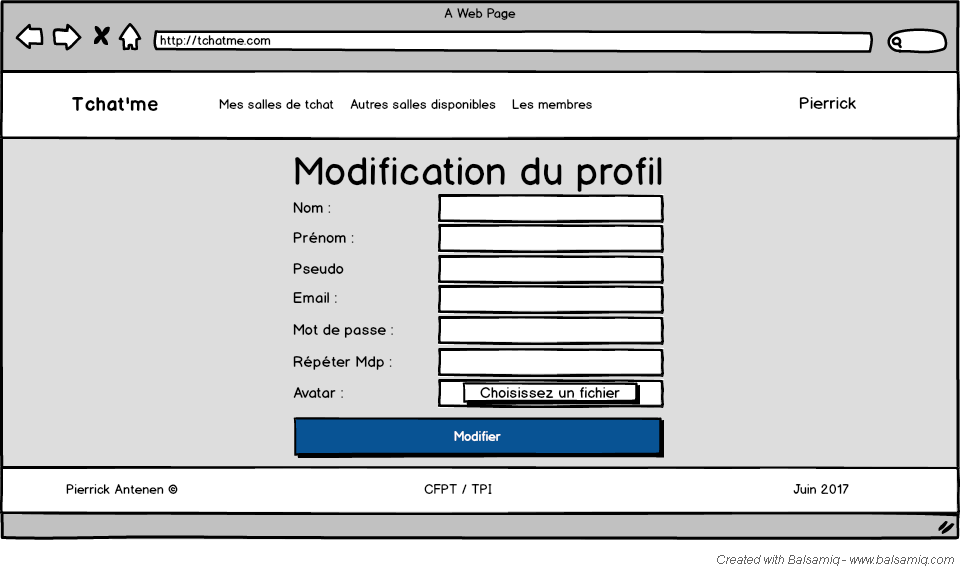 A Web Page
http://tchatme.com
Tchat'me Mes salles de tchat Autres salles disponibles Les membres Pierrick
Modification du profil
Nom :
Prénom :
Pseudo
Email :
Mot de passe :
Répéter Mdp :
Avatar : Choisissez un fichier
Modifier
Pierrick Antenen © CFPT / TPI Juin 2017
Created with Balsamiq - www.balsamiq.com